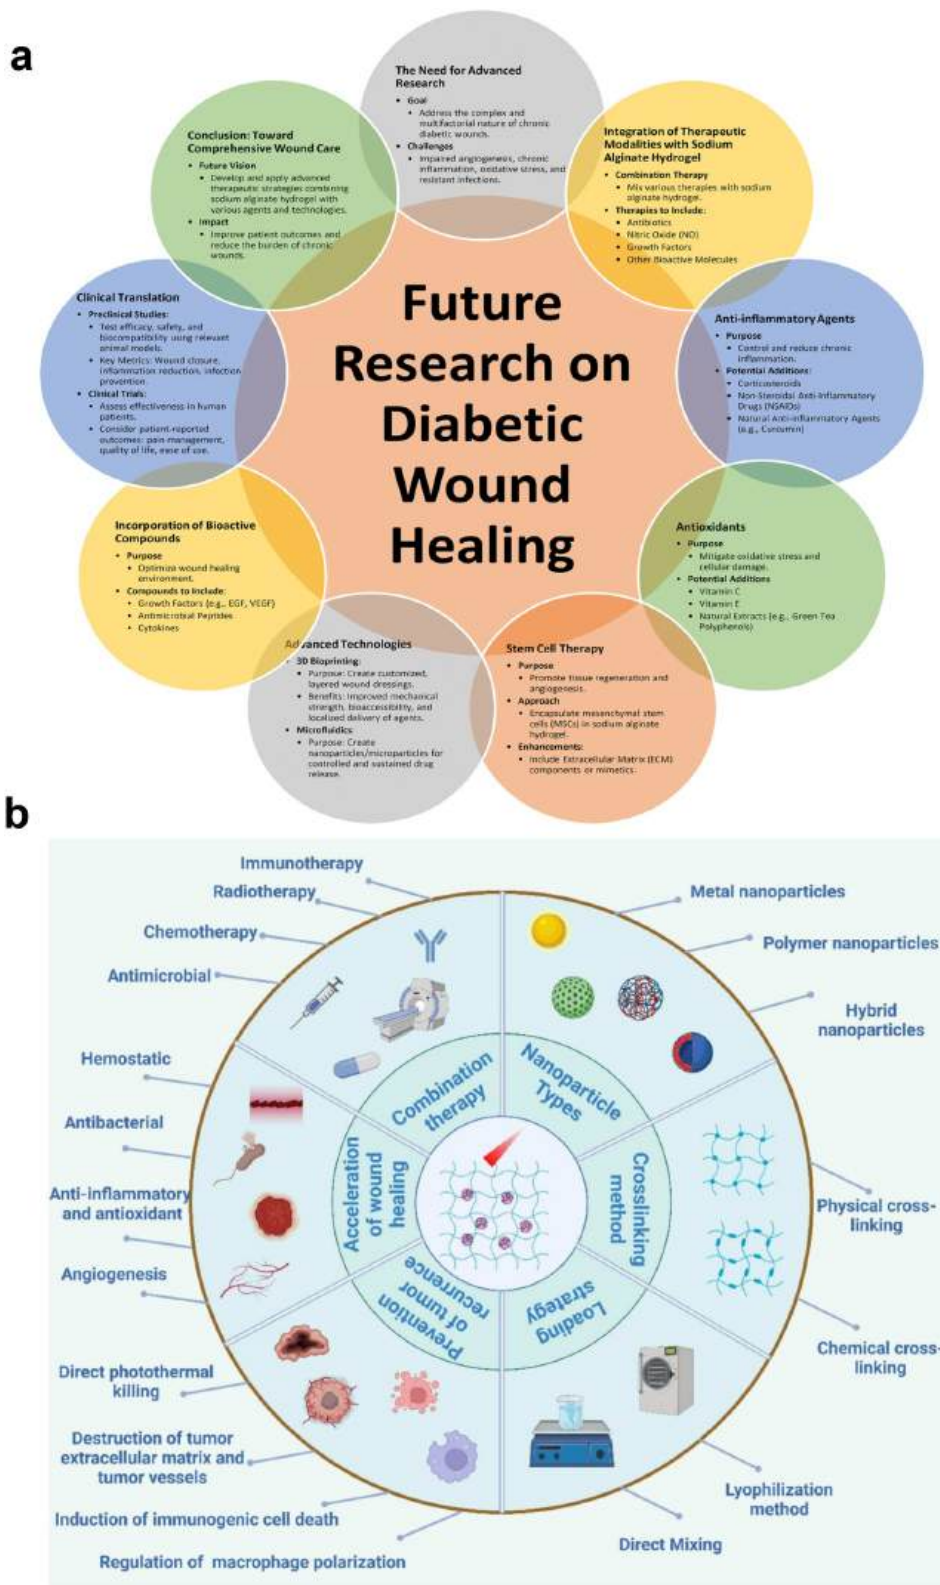 a
The Need for Advanced
Research
• Goal
• Address the complex and
multifactorial nature of chronic
diabetic wounds.
• Challenges
• Impaired angiogenesis, chronic
inflammation, oxidative stress, and
resistant infections.
Integration of Therapeutic
Modalities with Sodium
Alginate Hydrogel
• Combination Therapy
• Mix various therapies with sodium
alginate hydrogel.
• Therapies to Include:
• Antibiotics
• Nitric Oxide (NO)
• Growth Factors
• Other Bioactive Molecules
Anti-inflammatory Agents
• Purpose
• Control and reduce chronic
inflammation.
• Potential Additions:
• Corticosteroids
• Non-Steroidal Anti-Inflammatory
Drugs (NSAIDs)
• Natural Anti-inflammatory Agents
(e.g., Curcumin)
Antioxidants
• Purpose
• Mitigate oxidative stress and
cellular damage.
• Potential Additions
• Vitamin C
• Vitamin E
• Natural Extracts (e.g., Green Tea
Polyphenols)
Stem Cell Therapy
• Purpose
• Promote tissue regeneration and
angiogenesis.
• Approach
• Encapsulate mesenchymal stem
cells (MSCs) in sodium alginate
hydrogel.
• Enhancements:
• Include Extracellular Matrix (ECM)
components or mimetics.
Advanced Technologies
• 3D Bioprinting:
• Purpose: Create customized,
layered wound dressings.
• Benefits: Improved mechanical
strength, bioaccessibility, and
localized delivery of agents.
• Microfluidics:
• Purpose: Create
nanoparticles/microparticles for
controlled and sustained drug
release.
Incorporation of Bioactive
Compounds
• Purpose
• Optimize wound healing
environment.
• Compounds to Include:
• Growth Factors (e.g., EGF, VEGF)
• Antimicrobial Peptides
• Cytokines
Clinical Translation
• Preclinical Studies:
• Test efficacy, safety, and
biocompatibility using relevant
animal models.
• Key Metrics: Wound closure,
inflammation reduction, infection
prevention.
• Clinical Trials:
• Assess effectiveness in human
patients.
• Consider patient-reported
outcomes: pain management,
quality of life, ease of use.
Conclusion: Toward
Comprehensive Wound Care
• Future Vision
• Develop and apply advanced
therapeutic strategies combining
sodium alginate hydrogel with
various agents and technologies.
• Impact
• Improve patient outcomes and
reduce the burden of chronic
wounds.
Future
Research on
Diabetic
Wound
Healing
b
Immunotherapy
Radiotherapy
Chemotherapy
Antimicrobial
Hemostatic
Antibacterial
Anti-inflammatory
and antioxidant
Angiogenesis
Direct photothermal
killing
Destruction of tumor
extracellular matrix and
tumor vessels
Induction of immunogenic cell death
Regulation of macrophage polarization
Metal nanoparticles
Polymer nanoparticles
Hybrid
nanoparticles
Physical cross-
linking
Chemical cross-
linking
Lyophilization
method
Direct Mixing
Combination
therapy
Nanoparticle
Types
Crosslinking
method
Loading
strategy
Prevention
of tumor
recurrence
Acceleration
of wound
healing